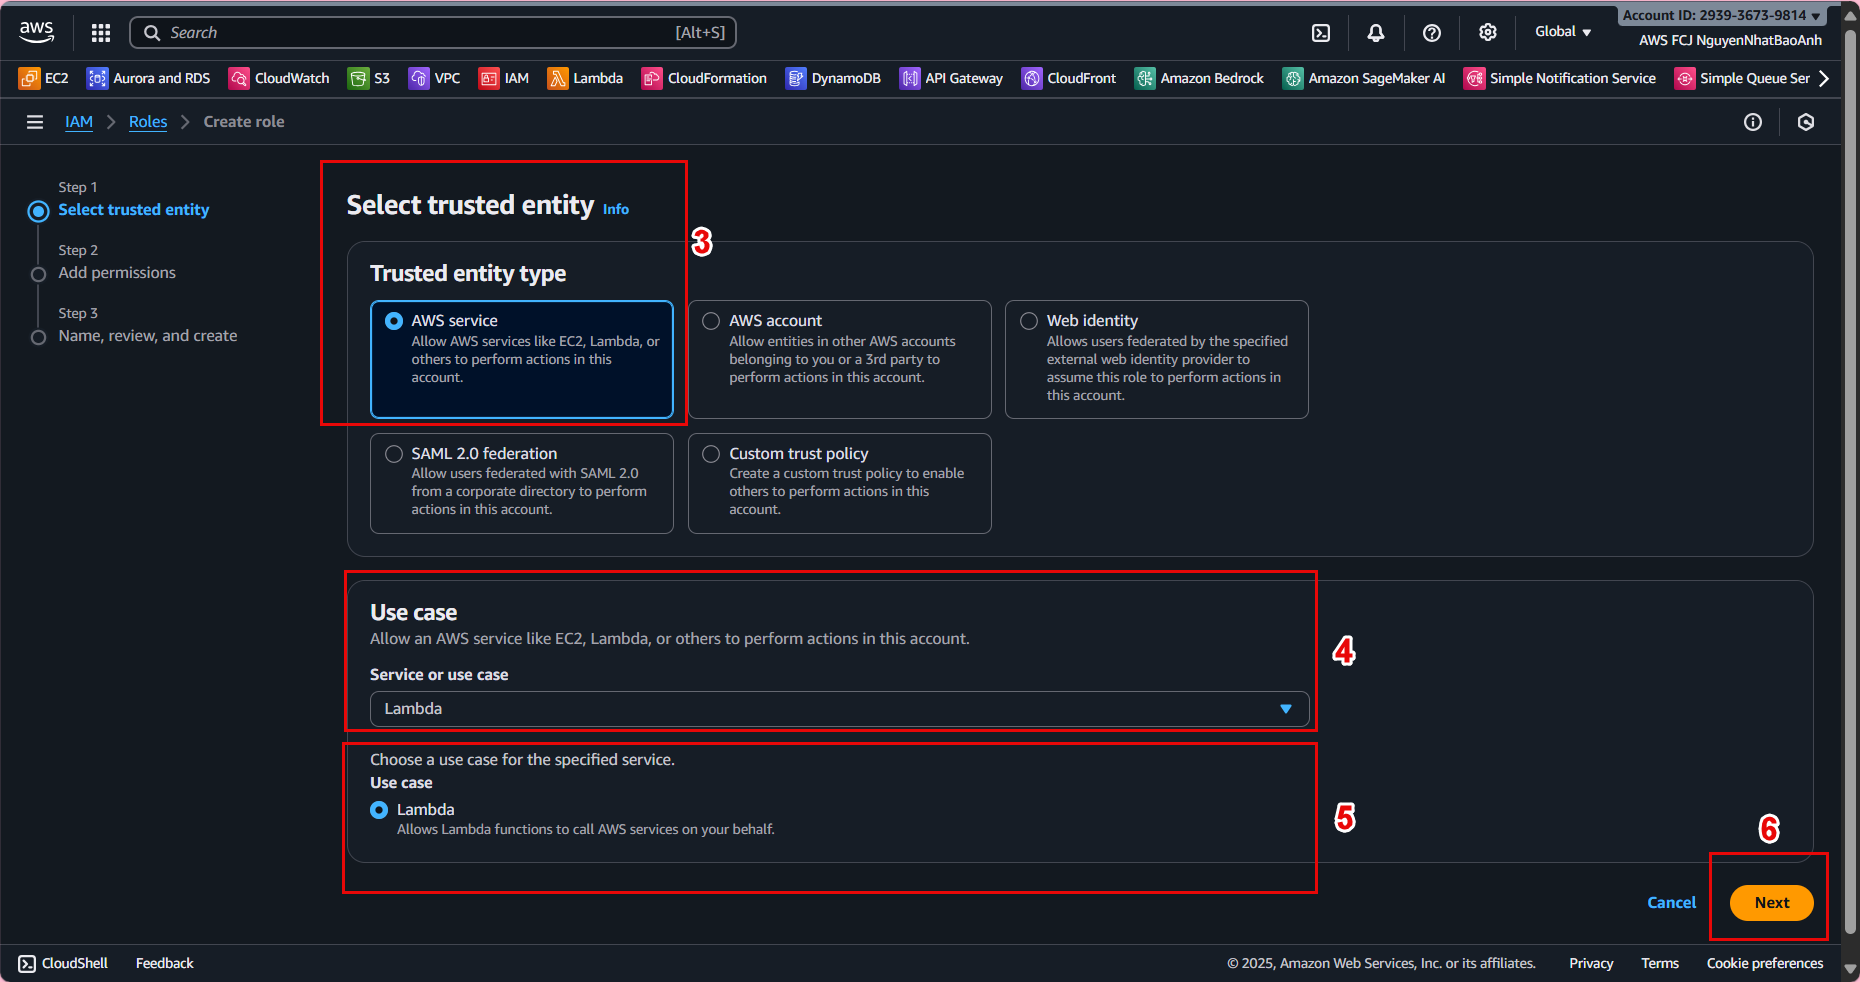 aws
Search [Alt+S]
Global
Account ID: 2939-3673-9814
AWS FCJ NguyenNhatBaoAnh
EC2 Aurora and RDS CloudWatch S3 VPC IAM Lambda CloudFormation DynamoDB API Gateway CloudFront Amazon Bedrock Amazon SageMaker AI Simple Notification Service Simple Queue Ser
IAM Roles Create role
Step 1
Select trusted entity
Step 2
Add permissions
Step 3
Name, review, and create
Select trusted entity Info
3
Trusted entity type
AWS service
Allow AWS services like EC2, Lambda, or
others to perform actions in this
account.
AWS account
Allow entities in other AWS accounts
belonging to you or a 3rd party to
perform actions in this account.
Web identity
Allows users federated by the specified
external web identity provider to
assume this role to perform actions in
this account.
SAML 2.0 federation
Allow users federated with SAML 2.0
from a corporate directory to perform
actions in this account.
Custom trust policy
Create a custom trust policy to enable
others to perform actions in this
account.
Use case
Allow an AWS service like EC2, Lambda, or others to perform actions in this account.
4
Service or use case
Lambda
Choose a use case for the specified service.
Use case
Lambda
Allows Lambda functions to call AWS services on your behalf.
5
6
Cancel Next
CloudShell Feedback
© 2025, Amazon Web Services, Inc. or its affiliates. Privacy Terms Cookie preferences